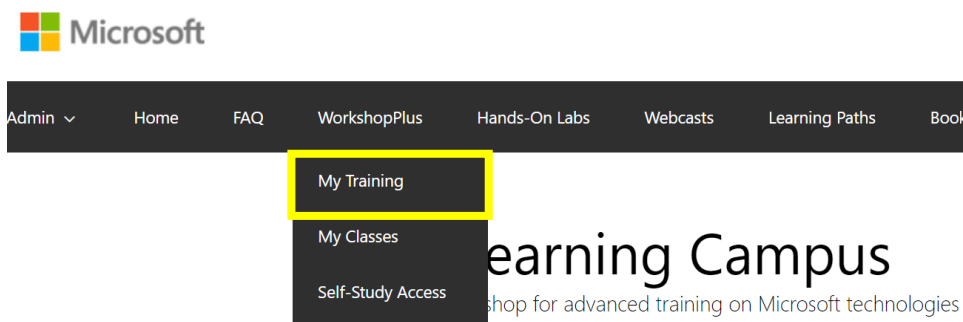 Microsoft
Admin Home FAQ WorkshopPlus Hands-On Labs Webcasts Learning Paths Book
My Training
My Classes
earning Campus
Self-Study Access
shop for advanced training on Microsoft technologies